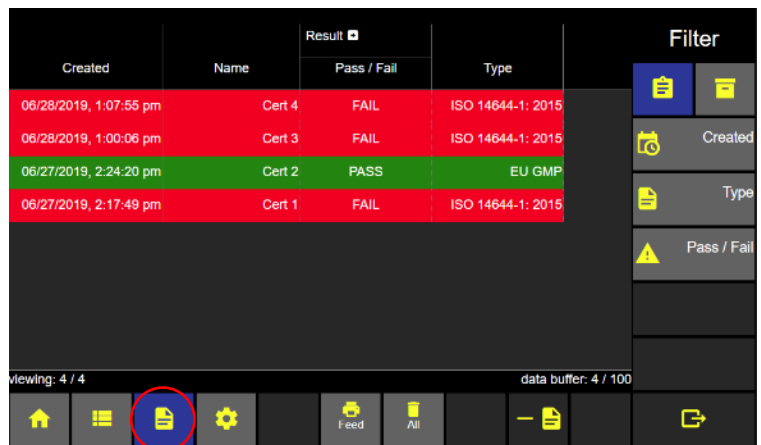 Result
Filter
Created Name Pass / Fail Type
06/28/2019, 1:07:55 pm Cert 4 FAIL ISO 14644-1: 2015
06/28/2019, 1:00:06 pm Cert 3 FAIL ISO 14644-1: 2015
Created
06/27/2019, 2:24:20 pm Cert 2 PASS EU GMP
06/27/2019, 2:17:49 pm Cert 1 FAIL ISO 14644-1: 2015
Type
Pass / Fail
viewing: 4 / 4 data buffer: 4 / 100
Feed
All